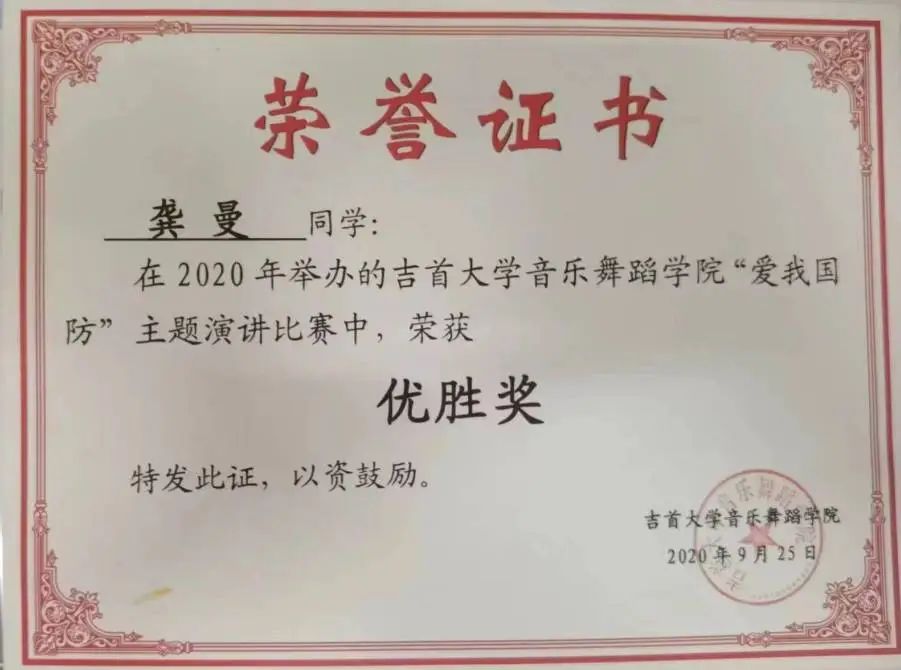 荣誉证书
龚曼 同学:
在2020年举办的吉首大学音乐舞蹈学院“爱我国
防”主题演讲比赛中，荣获
优胜奖
特发此证，以资鼓励。
吉首大学音乐舞蹈学院
2020年9月25日